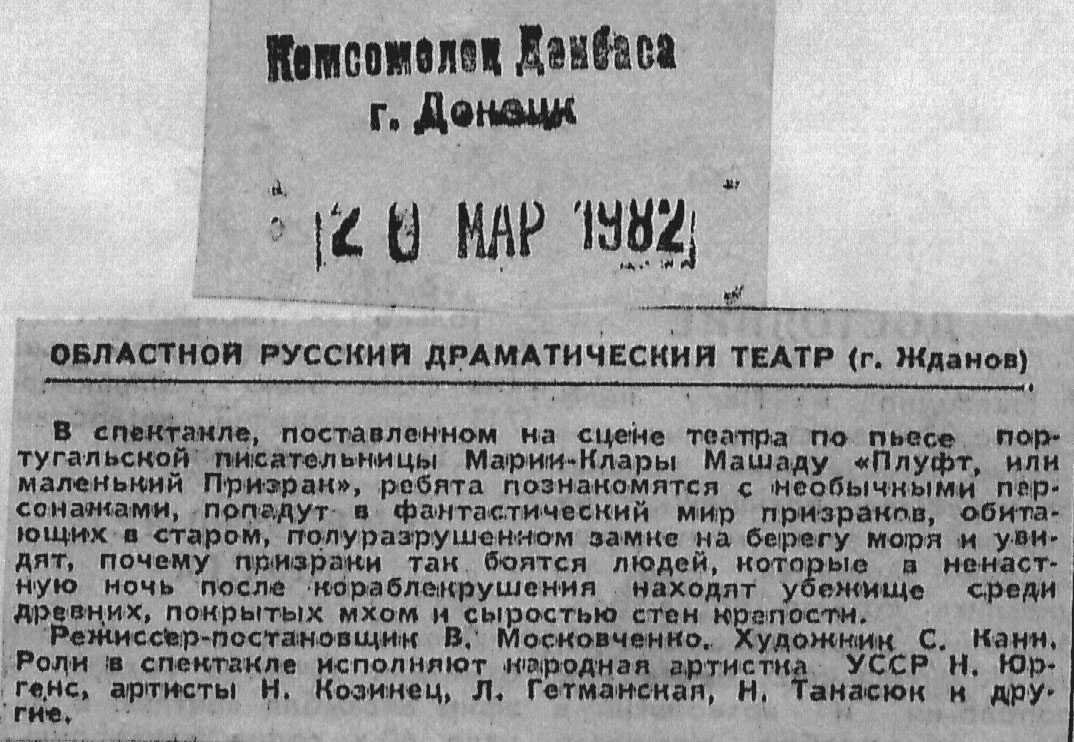 Комсомолец Донбаса
г. Донецк
20 МАР 1982
ОБЛАСТНОЙ РУССКИЙ ДРАМАТИЧЕСКИЙ ТЕАТР (г. Жданов)
В спектакле, поставленном на сцене театра по пьесе пор-
тугальской писательницы Марии-Клары Машаду «Плуфт, или
маленький Призрак», ребята познакомятся с необычными пер-
сонажами, попадут в фантастический мир призраков, обита-
ющих в старом, полуразрушенном замке на берегу моря и уви-
дят, почему призраки так боятся людей, которые в ненаст-
ную ночь после кораблекрушения находят убежище среди
древних, покрытых мхом и сыростью стен крепости.
Режиссер-постановщик В. Московченко. Художник С. Канн.
Роли в спектакле исполняют народная артистка УССР Н. Юр-
генс, артисты Н. Козинец, Л. Гетманская, Н. Танасюк и дру-
гие.